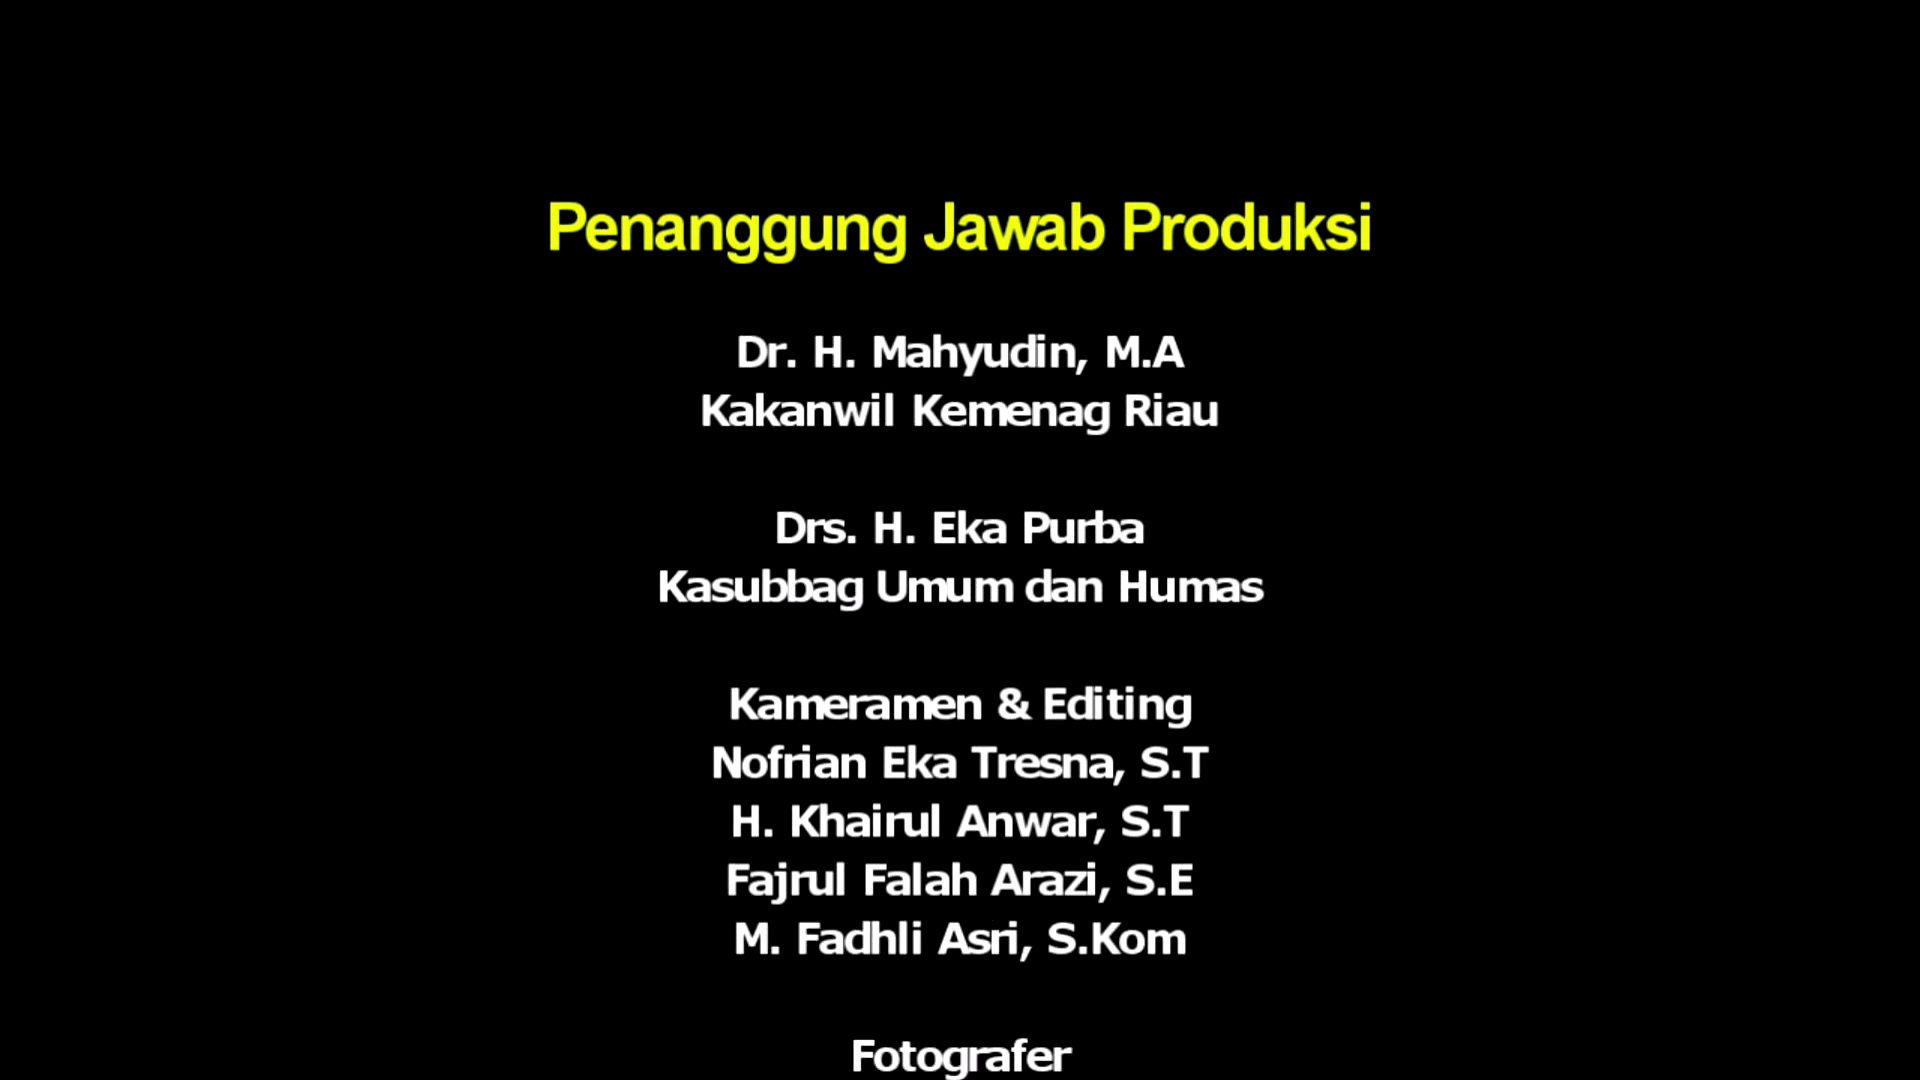 Penanggung Jawab Produksi
Dr. H. Mahyudin, M.A
Kakanwil Kemenag Riau
Drs. H. Eka Purba
Kasubbag Umum dan Humas
Kameramen & Editing
Nofrian Eka Tresna, S.T
H. Khairul Anwar, S.T
Fajrul Falah Arazi, S.E
M. Fadhli Asri, S.Kom
Fotografer